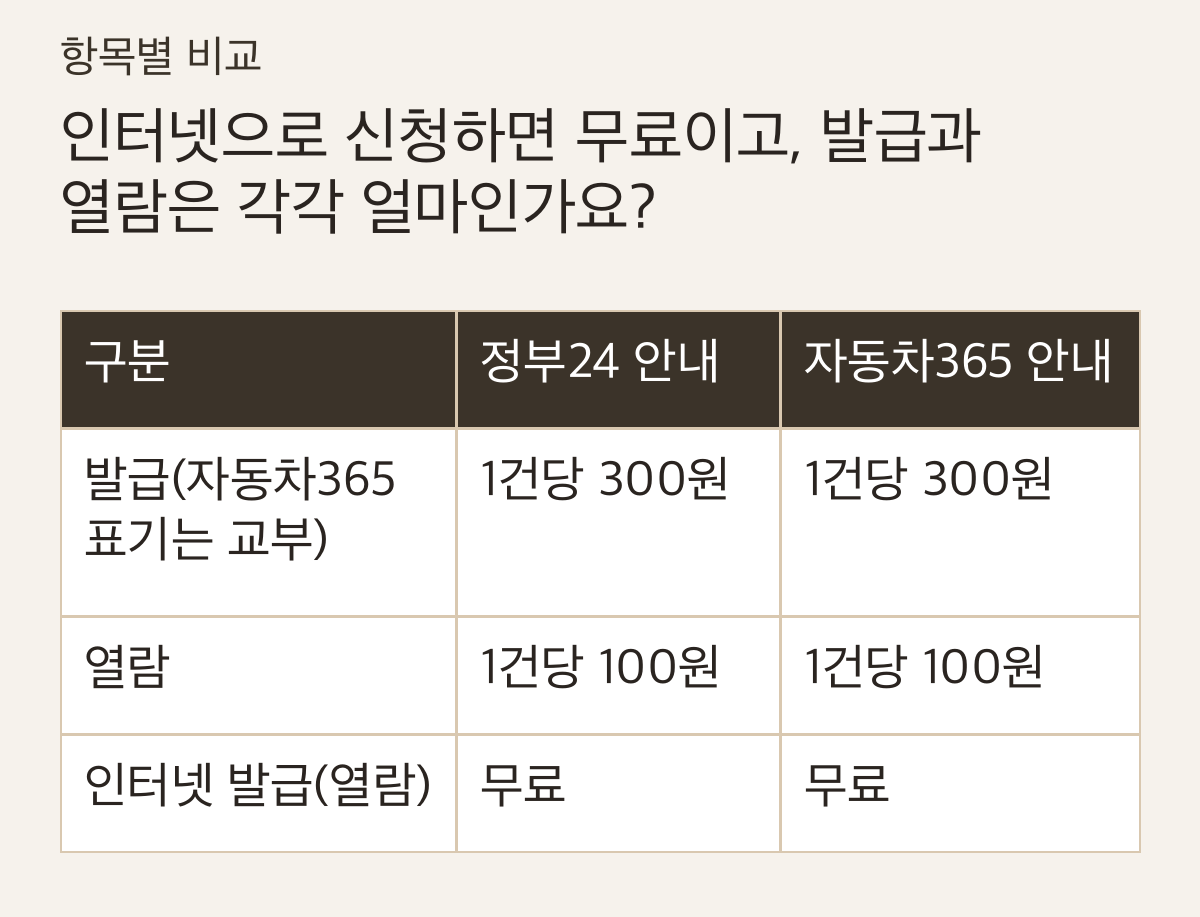 항목별 비교
인터넷으로 신청하면 무료이고, 발급과
열람은 각각 얼마인가요?
구분 정부24 안내 자동차365 안내
발급(자동차365
표기는 교부) 1건당 300원 1건당 300원
열람 1건당 100원 1건당 100원
인터넷 발급(열람) 무료 무료